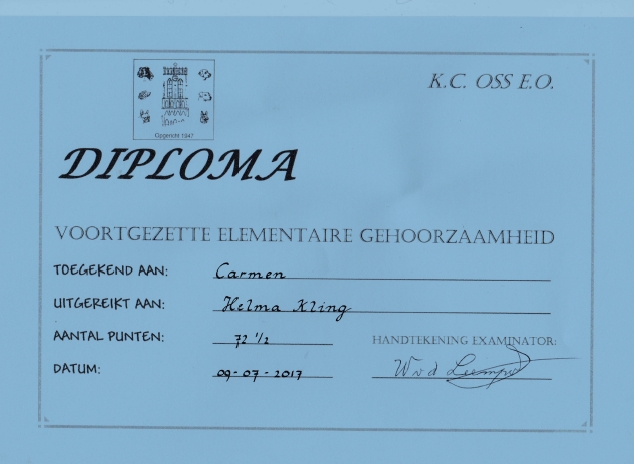 K.C. OSS E.O.
Opgericht 1947
DIPLOMA
VOORTGEZETTE ELEMENTAIRE GEHOORZAAMHEID
TOEGEKEND AAN: Carmen
UITGEREIKT AAN: Helma Kling
AANTAL PUNTEN: 72 1/2
HANDTEKENING EXAMINATOR:
DATUM: 09-07-2017 W v d